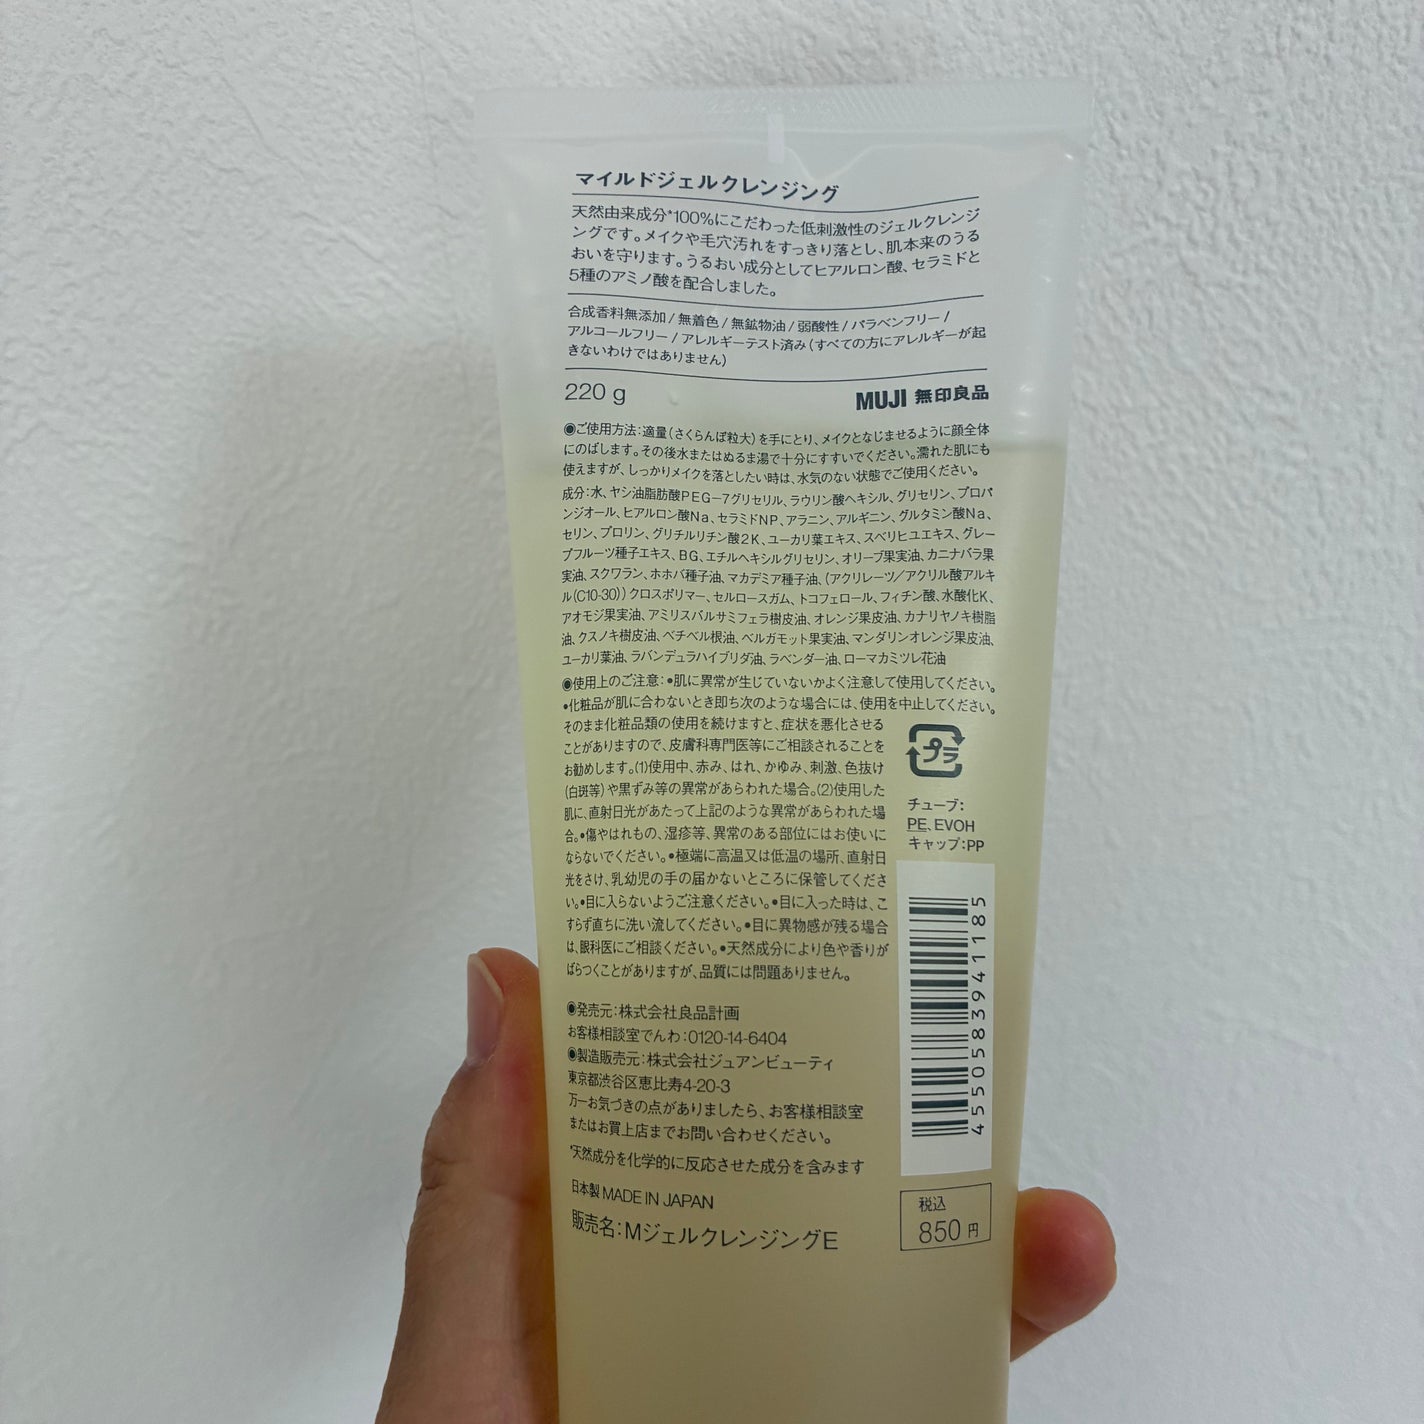 マイルドジェルクレンジング
天然由来成分*100%にこだわった低刺激性のジェルクレンジ
ングです。メイクや毛穴汚れをすっきり落とし、肌本来のうる
おいを守ります。うるおい成分としてヒアルロン酸、セラミドと
5種のアミノ酸を配合しました。
合成香料無添加/無着色/無鉱物油/弱酸性/パラベンフリー/
アルコールフリー/アレルギーテスト済み(すべての方にアレルギーが起
きないわけではありません)
220 g
MUJI 無印良品
◉ご使用方法:適量(さくらんぼ粒大)を手にとり、メイクとなじませるように顔全体
にのばします。その後水またはぬるま湯で十分にすすいでください。濡れた肌にも
使えますが、しっかりメイクを落としたい時は、水気のない状態でご使用ください。
成分:水、ヤシ油脂肪酸PEG-7グリセリル、ラウリン酸ヘキシル、グリセリン、プロパ
ンジオール、ヒアルロン酸Na、セラミドNP、アラニン、アルギニン、グルタミン酸Na、
セリン、プロリン、グリチルリチン酸2K、ユーカリ葉エキス、スベリヒユエキス、グレー
プフルーツ種子エキス、BG、エチルヘキシルグリセリン、オリーブ果実油、カニナバラ果
実油、スクワラン、ホホバ種子油、マカデミア種子油、(アクリレーツ/アクリル酸アルキ
ル(C10-30))クロスポリマー、セルロースガム、トコフェロール、フィチン酸、水酸化K、
アオモジ果実油、アミリスバルサミフェラ樹皮油、オレンジ果皮油、カナリヤノキ樹脂
油、クスノキ樹皮油、ベチベル根油、ベルガモット果実油、マンダリンオレンジ果皮油、
ユーカリ葉油、ラバンデュラハイブリダ油、ラベンダー油、ローマカミツレ花油
◉使用上のご注意:●肌に異常が生じていないかよく注意して使用してください。
●化粧品が肌に合わないとき即ち次のような場合には、使用を中止してください。
そのまま化粧品類の使用を続けますと、症状を悪化させる
ことがありますので、皮膚科専門医等にご相談されることを
お勧めします。(1)使用中、赤み、はれ、かゆみ、刺激、色抜け
(白斑等)や黒ずみ等の異常があらわれた場合。(2)使用した
肌に、直射日光があたって上記のような異常があらわれた場
合。●傷やはれもの、湿疹等、異常のある部位にはお使いに
ならないでください。●極端に高温又は低温の場所、直射日
光をさけ、乳幼児の手の届かないところに保管してくださ
い。●目に入らないようご注意ください。●目に入った時は、こ
すらず直ちに洗い流してください。●目に異物感が残る場合
は、眼科医にご相談ください。●天然成分により色や香りが
ばらつくことがありますが、品質には問題ありません。
プラ
チューブ:
PE、EVOH
キャップ:PP
4550583941185
◉発売元:株式会社良品計画
お客様相談室でんわ:0120-14-6404
◉製造販売元:株式会社ジュアンビューティ
東京都渋谷区恵比寿4-20-3
万一お気づきの点がありましたら、お客様相談室
またはお買上店までお問い合わせください。
*天然成分を化学的に反応させた成分を含みます
日本製 MADE IN JAPAN
販売名:MジェルクレンジングE
税込
850円